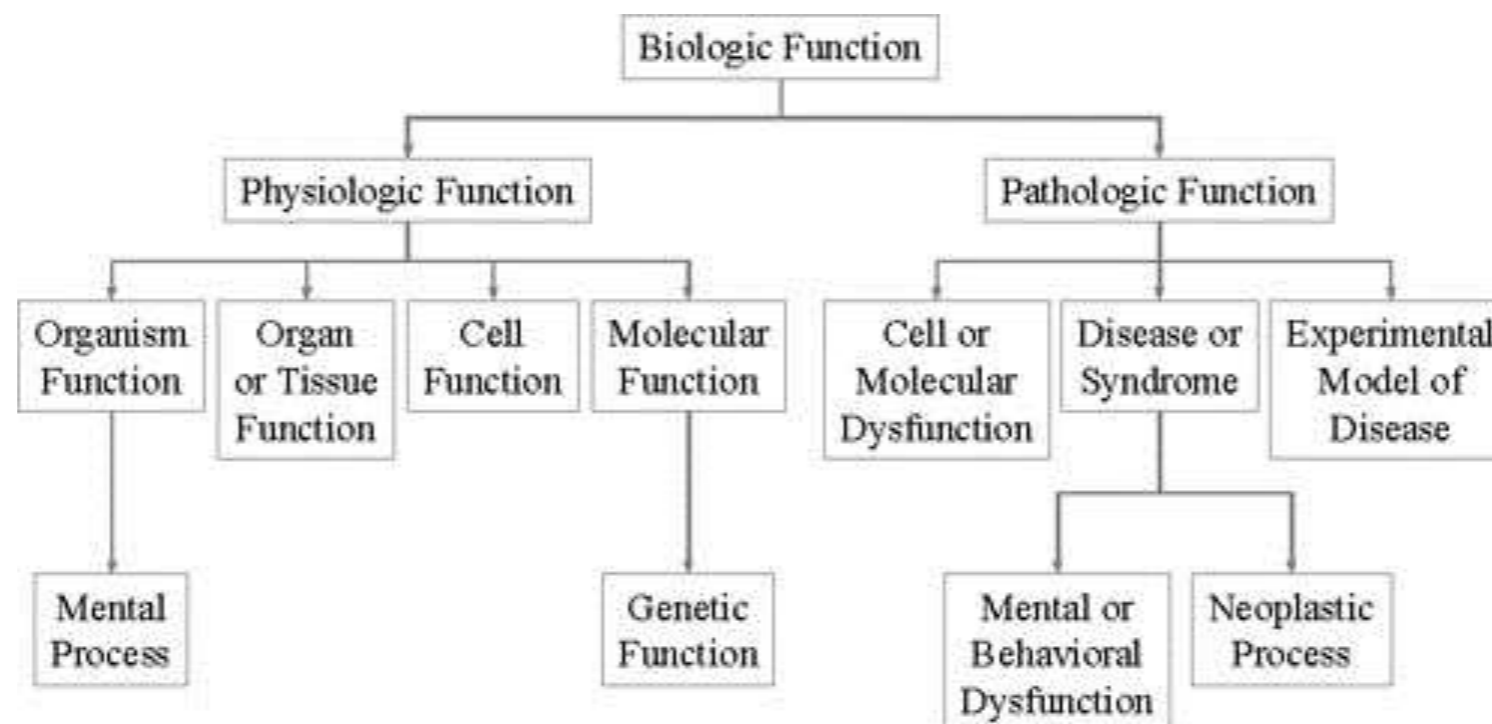 Biologic Function
Physiologic Function
Pathologic Function
Organism
Function
Organ
or Tissue
Function
Cell
Function
Molecular
Function
Cell or
Molecular
Dysfunction
Disease or
Syndrome
Experimental
Model of
Disease
Mental
Process
Genetic
Function
Mental or
Behavioral
Dysfunction
Neoplastic
Process